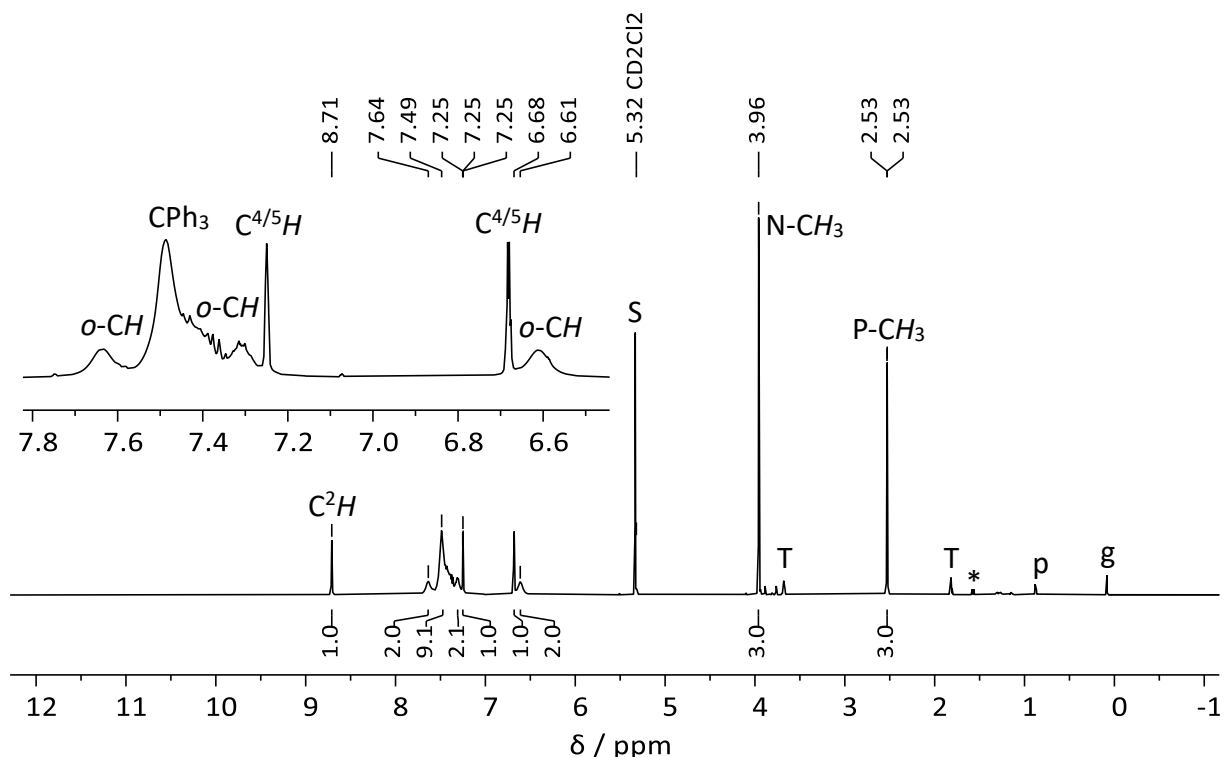 8.71 7.64 7.49 7.25 7.25 7.25 6.68 6.61 5.32 CD2Cl2 3.96 2.53 2.53
CPh₃ C⁴ᐟ⁵H C⁴ᐟ⁵H N-CH₃
o-CH o-CH o-CH S P-CH₃
7.8 7.6 7.4 7.2 7.0 6.8 6.6
C²H T T * p g
1.0 2.0 9.1 2.1 1.0 1.0 2.0 3.0 3.0
12 11 10 9 8 7 6 5 4 3 2 1 0 -1
δ / ppm